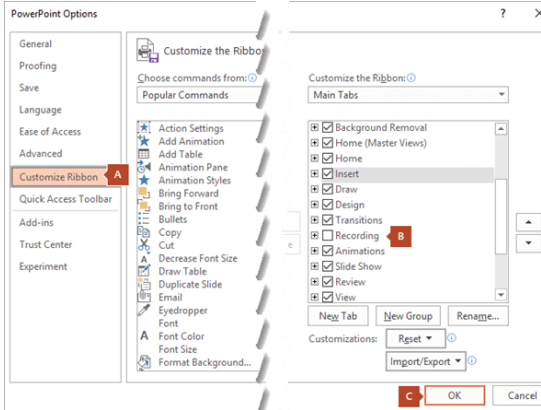 PowerPoint Options ? X
General
Proofing
Save
Language
Ease of Access
Advanced
Customize Ribbon A
Quick Access Toolbar
Add-ins
Trust Center
Experiment
Customize the Ribbon
Choose commands from:
Popular Commands
Action Settings
Add Animation
Add Table
Animation Pane
Animation Styles
Bring Forward
Bring to Front
Bullets
Copy
Cut
Decrease Font Size
Draw Table
Duplicate Slide
Email
Eyedropper
Font
Font Color
Font Size
Format Background...
Customize the Ribbon:
Main Tabs
Background Removal
Home (Master Views)
Home
Insert
Draw
Design
Transitions
Recording B
Animations
Slide Show
Review
View
New Tab New Group Rename...
Customizations: Reset
Import/Export
C OK Cancel